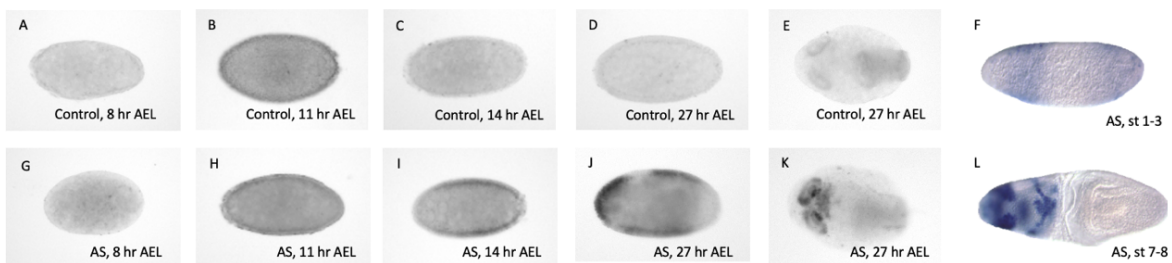 A
B
C
D
E
F
Control, 8 hr AEL
Control, 11 hr AEL
Control, 14 hr AEL
Control, 27 hr AEL
Control, 27 hr AEL
AS, st 1-3
G
H
I
J
K
L
AS, 8 hr AEL
AS, 11 hr AEL
AS, 14 hr AEL
AS, 27 hr AEL
AS, 27 hr AEL
AS, st 7-8